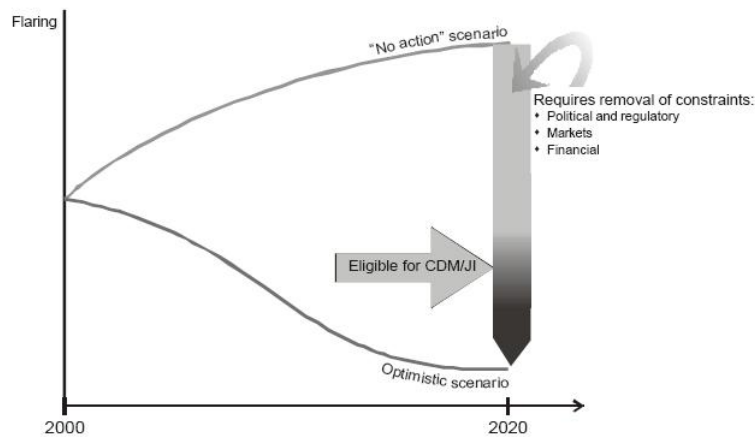 Flaring
"No action" scenario
Requires removal of constraints:
• Political and regulatory
• Markets
• Financial
Eligible for CDM/JI
Optimistic scenario
2000
2020